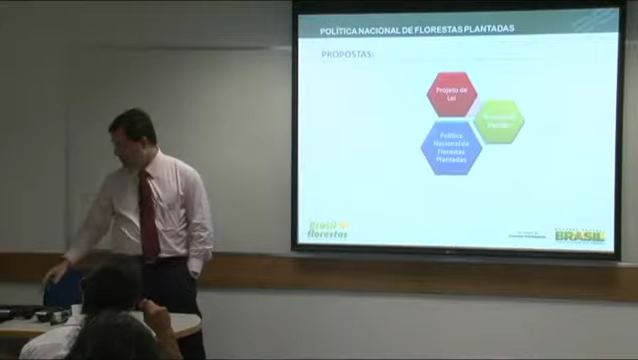 POLÍTICA NACIONAL DE FLORESTAS PLANTADAS
PROPOSTAS:
Projeto de
Lei
Política
Nacional de
Florestas
Plantadas
Brasil
florestas
BRASIL